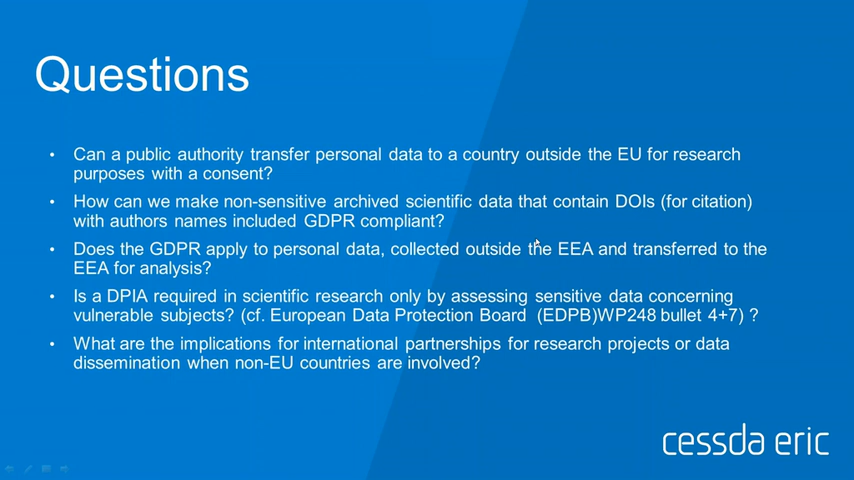 Questions
• Can a public authority transfer personal data to a country outside the EU for research
purposes with a consent?
• How can we make non-sensitive archived scientific data that contain DOIs (for citation)
with authors names included GDPR compliant?
• Does the GDPR apply to personal data, collected outside the EEA and transferred to the
EEA for analysis?
• Is a DPIA required in scientific research only by assessing sensitive data concerning
vulnerable subjects? (cf. European Data Protection Board (EDPB)WP248 bullet 4+7) ?
• What are the implications for international partnerships for research projects or data
dissemination when non-EU countries are involved?
cessda eric